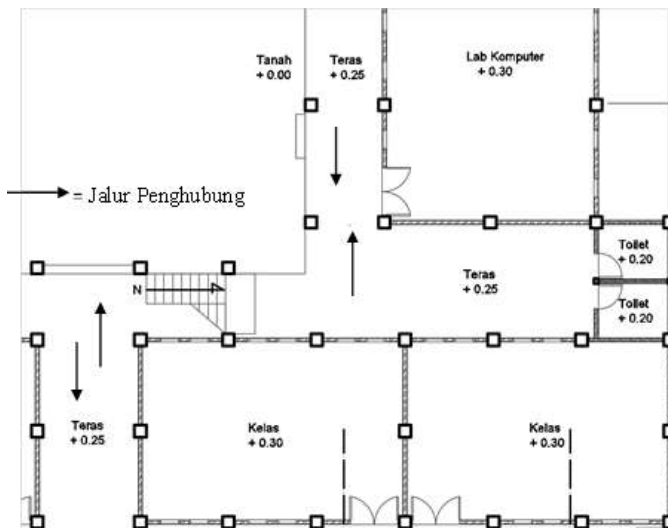 Tanah
+ 0.00
Teras
+ 0.25
Lab Komputer
+ 0.30
= Jalur Penghubung
Toilet
+ 0.20
Teras
+ 0.25
N
Toilet
+ 0.20
Teras
+ 0.25
Kelas
+ 0.30
Kelas
+ 0.30